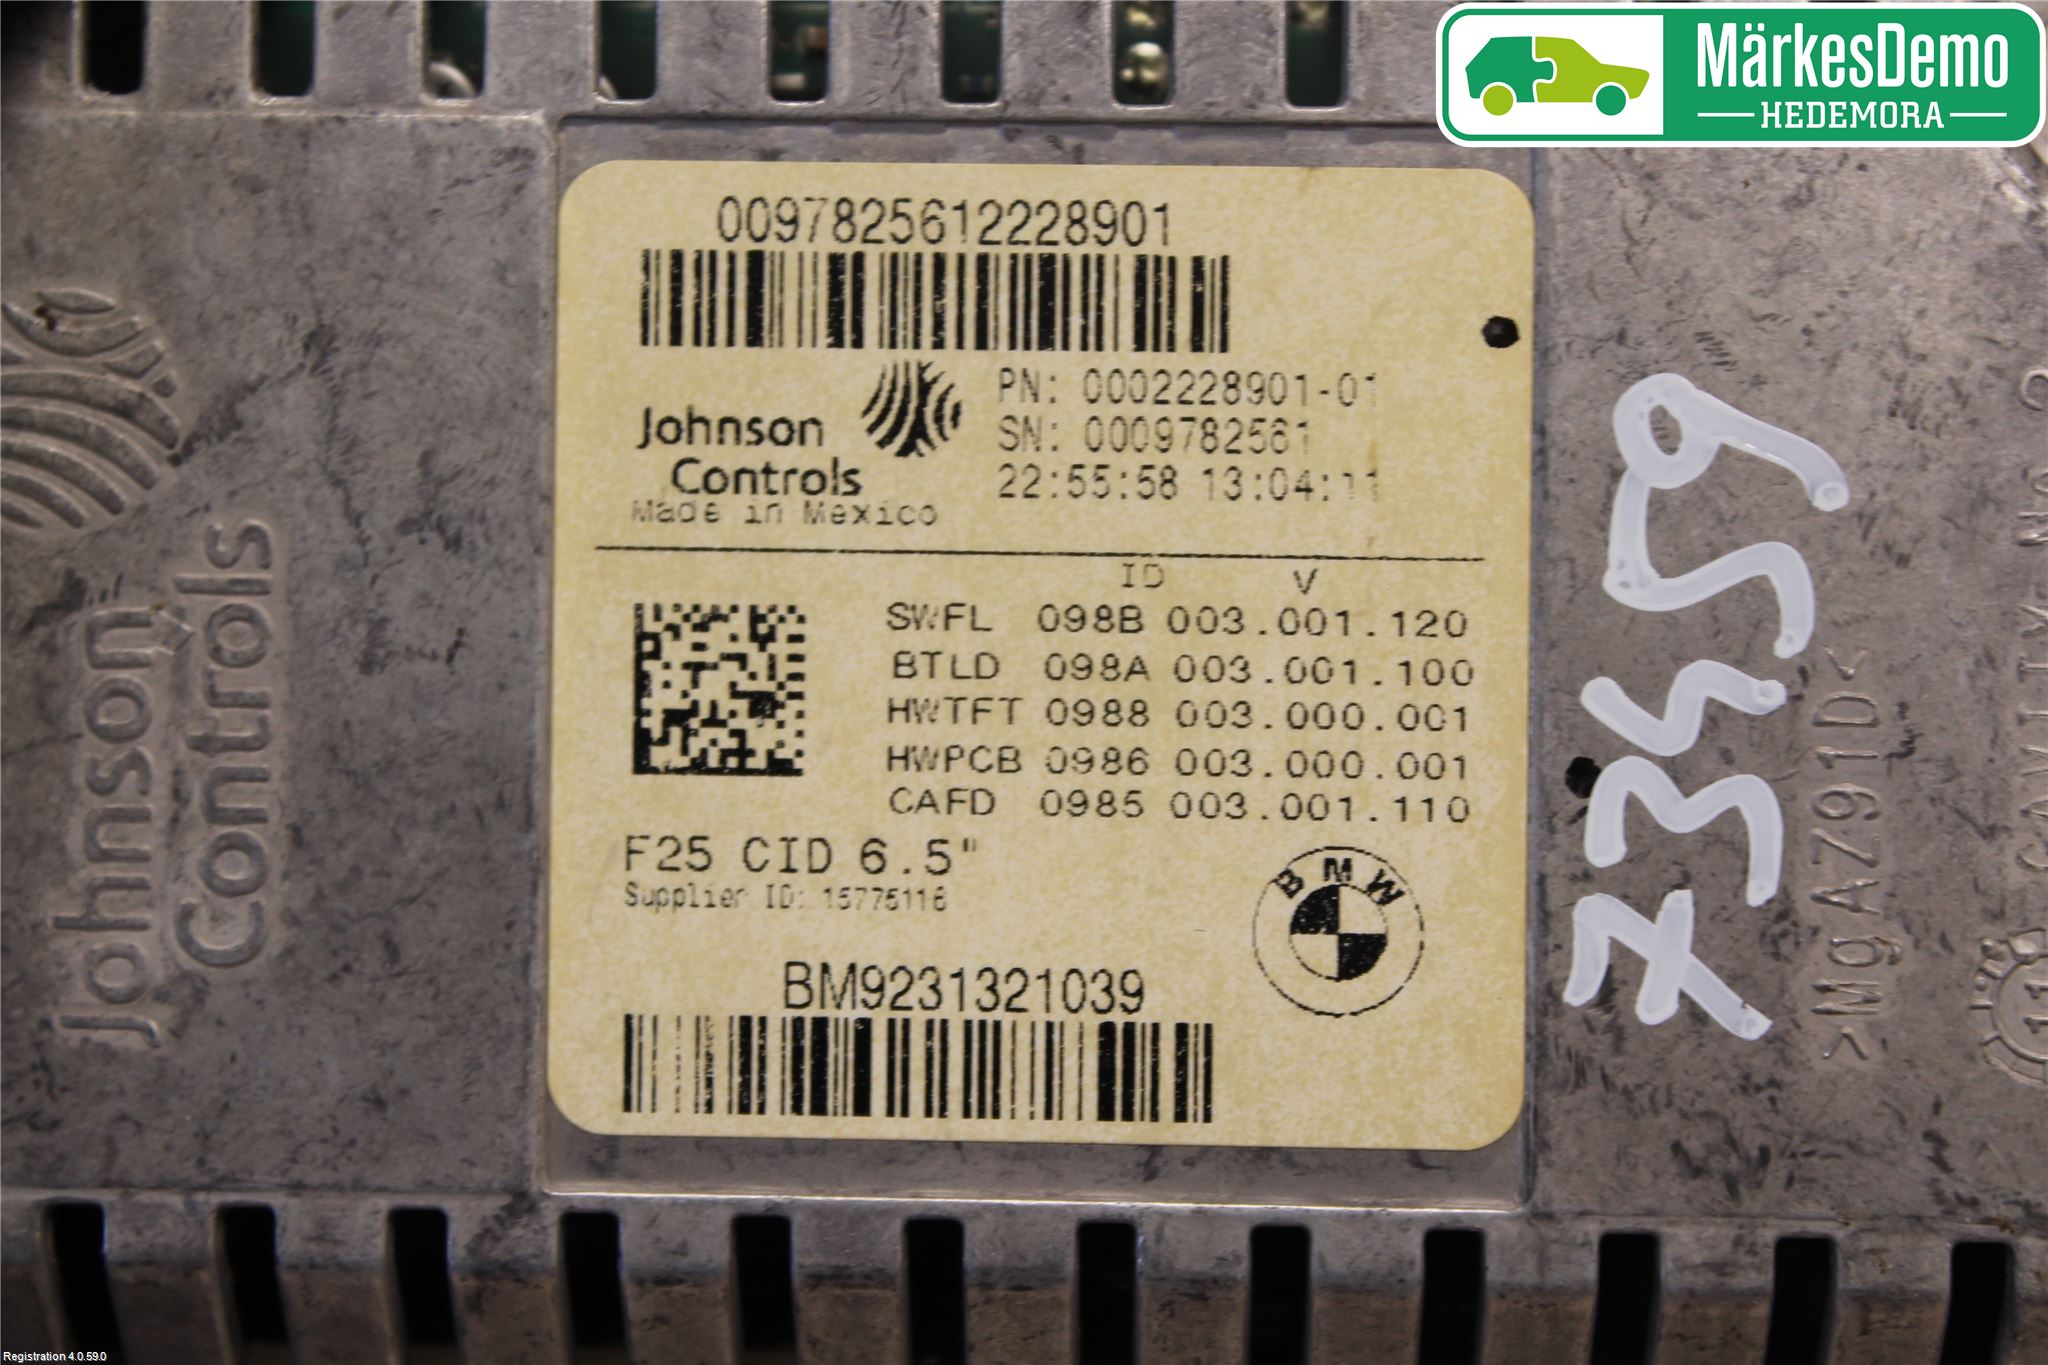 MärkesDemo
HEDEMORA
0097825612228901
Johnson
Controls
Made in Mexico
PN: 0002228901-01
SN: 0009782561
22:55:58 13:04:11
ID V
SWFL 098B 003.001.120
BTLD 098A 003.001.100
HWTFT 0988 003.000.001
HWPCB 0986 003.000.001
CAFD 0985 003.001.110
F25 CID 6.5"
Supplier ID: 15775116
BMW
BM9231321039
Johnson
Controls
73459
>MgAZ91D<
11
Registration 4.0.59.0